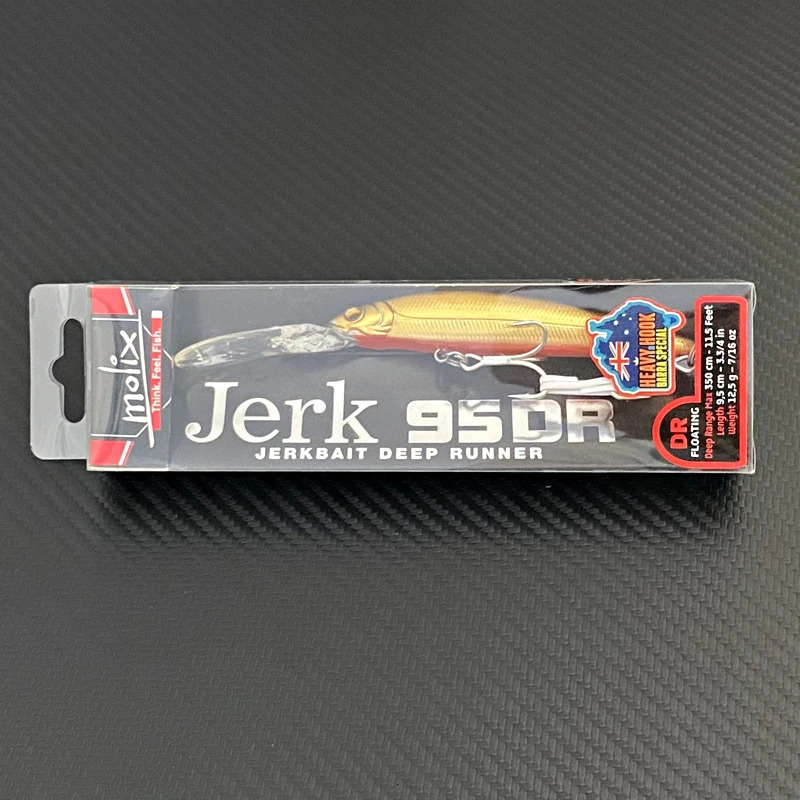 molix
Think. Feel. Fish.
Jerk 95DR
JERKBAIT DEEP RUNNER
HEAVY HOOK
BARRA SPECIAL
DR
FLOATING
Deep Range Max 350 cm - 11.5 Feet
Length 9,5 cm - 3.3/4 in
Weight 12,5 g - 7/16 oz